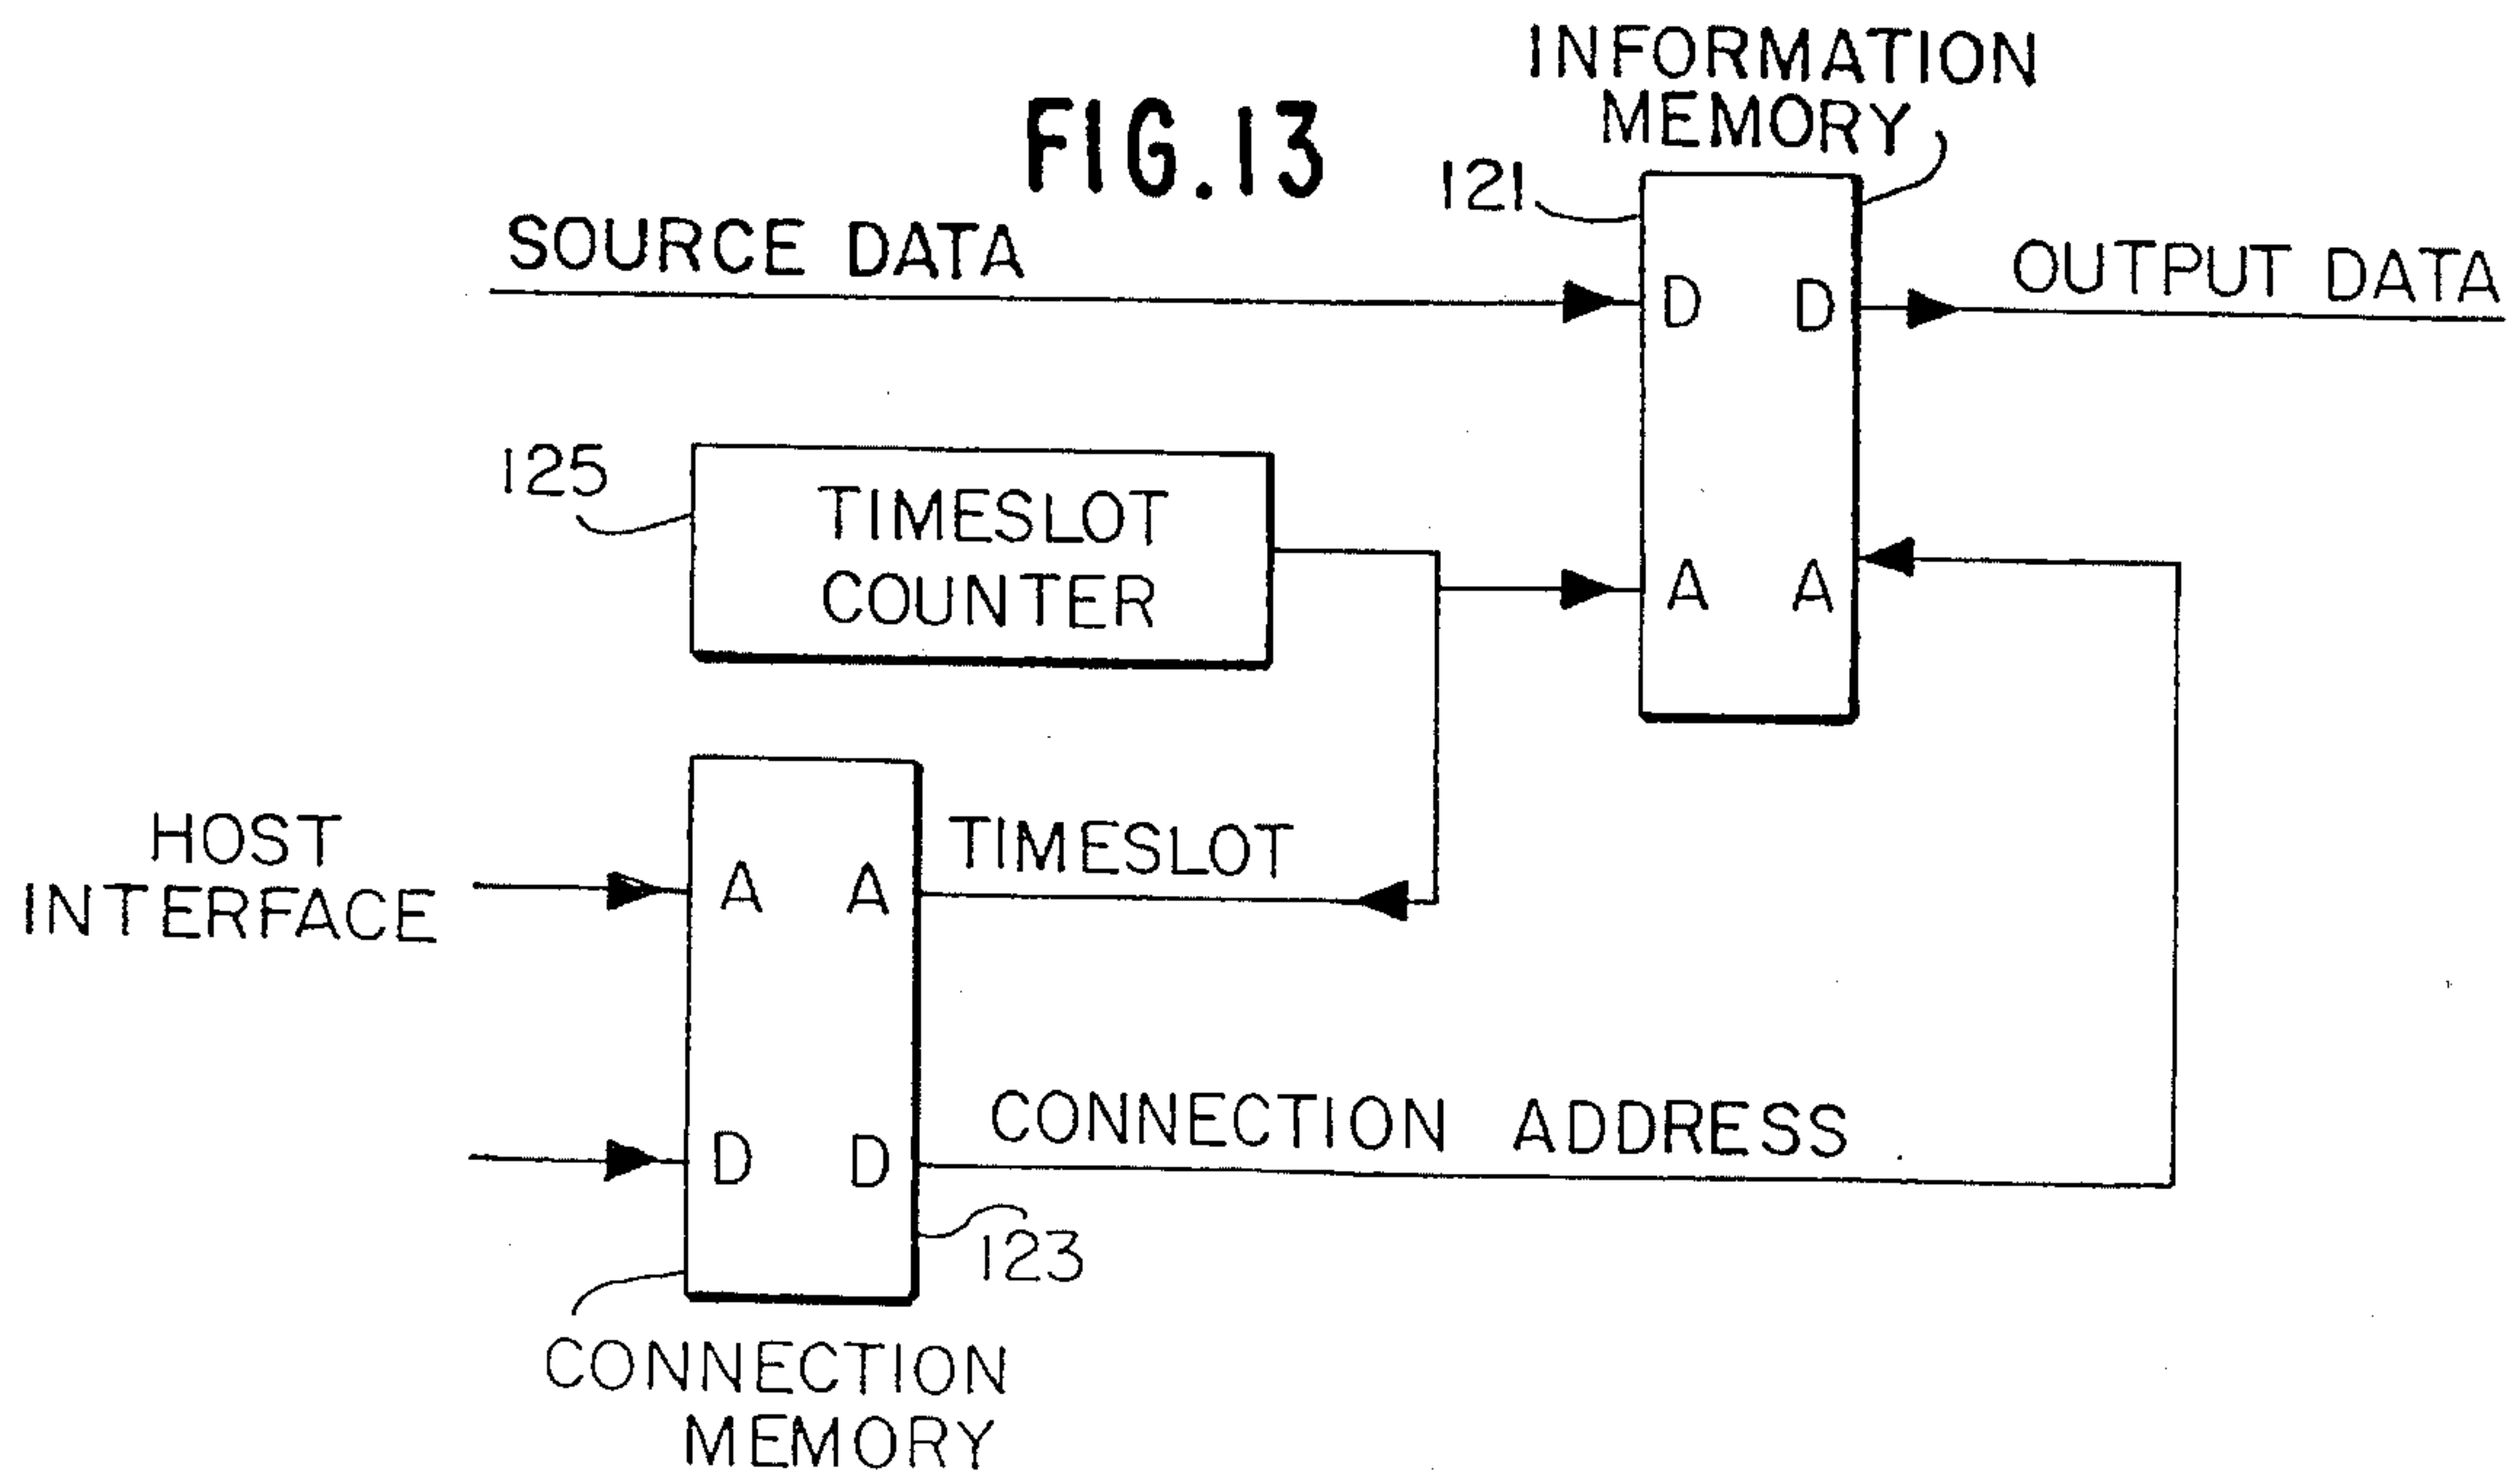 INFORMATION
MEMORY
FIG.13
121
SOURCE DATA
OUTPUT DATA
D D
125
TIMESLOT
COUNTER
A A
HOST
INTERFACE
A A
TIMESLOT
D D
CONNECTION ADDRESS
123
CONNECTION
MEMORY